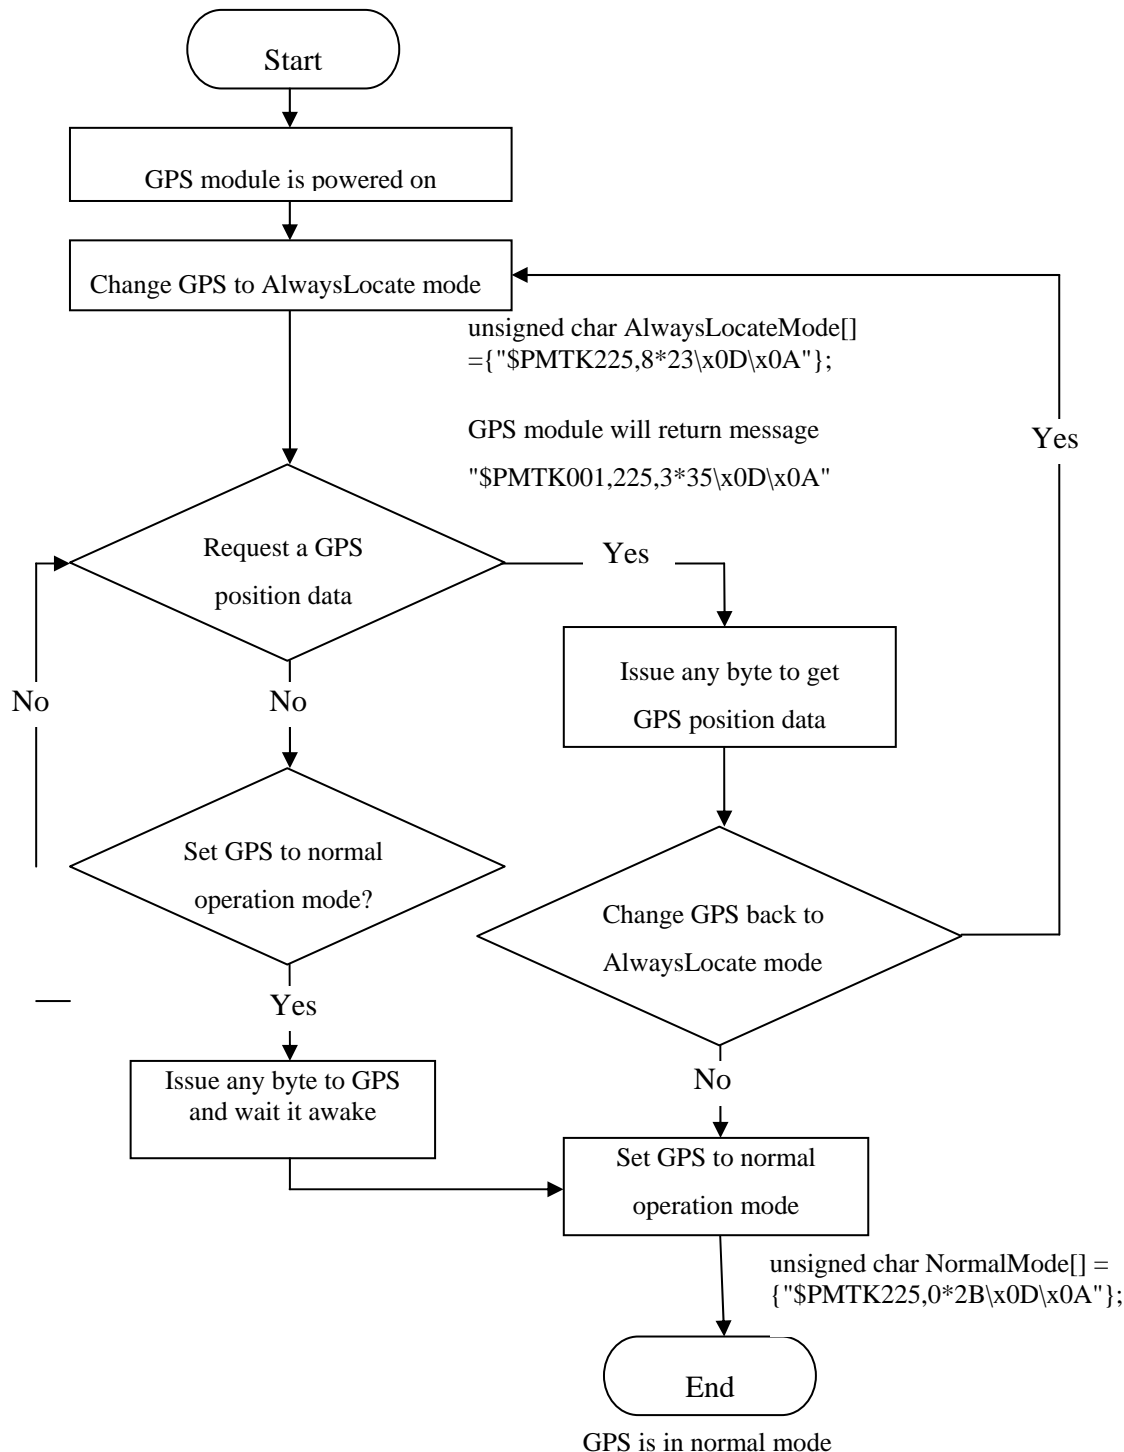 Start
GPS module is powered on
Change GPS to AlwaysLocate mode
unsigned char AlwaysLocateMode[]
={"$PMTK225,8*23\x0D\x0A"};
GPS module will return message
"$PMTK001,225,3*35\x0D\x0A"
Yes
Request a GPS
position data
Yes
Issue any byte to get
GPS position data
No
No
Set GPS to normal
operation mode?
Change GPS back to
AlwaysLocate mode
Yes
Issue any byte to GPS
and wait it awake
No
Set GPS to normal
operation mode
unsigned char NormalMode[] =
{"$PMTK225,0*2B\x0D\x0A"};
End
GPS is in normal mode